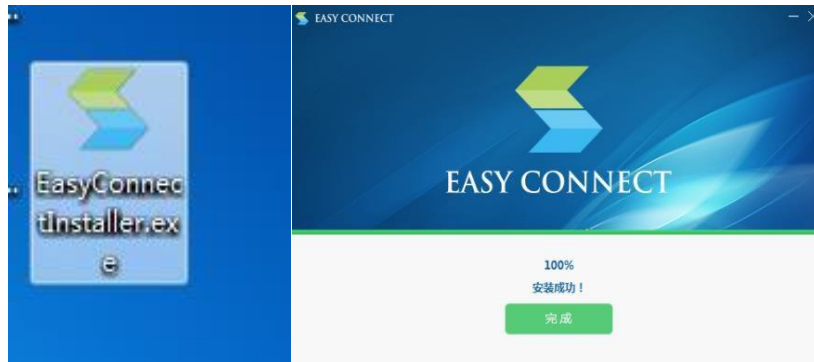 EasyConnec
tInstaller.ex
e
EASY CONNECT
EASY CONNECT
100%
安装成功！
完成